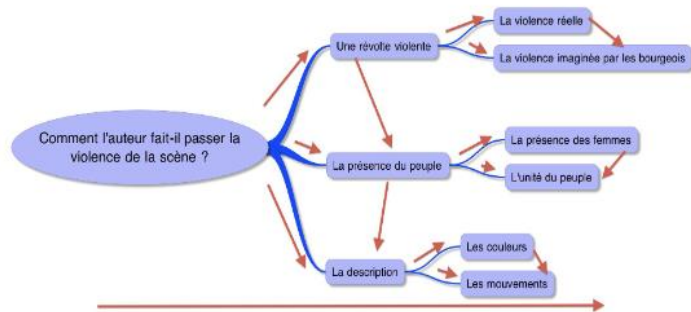 Comment l'auteur fait-il passer la
violence de la scène ?
Une révolte violente
La violence réelle
La violence imaginée par les bourgeois
La présence du peuple
La présence des femmes
L'unité du peuple
La description
Les couleurs
Les mouvements